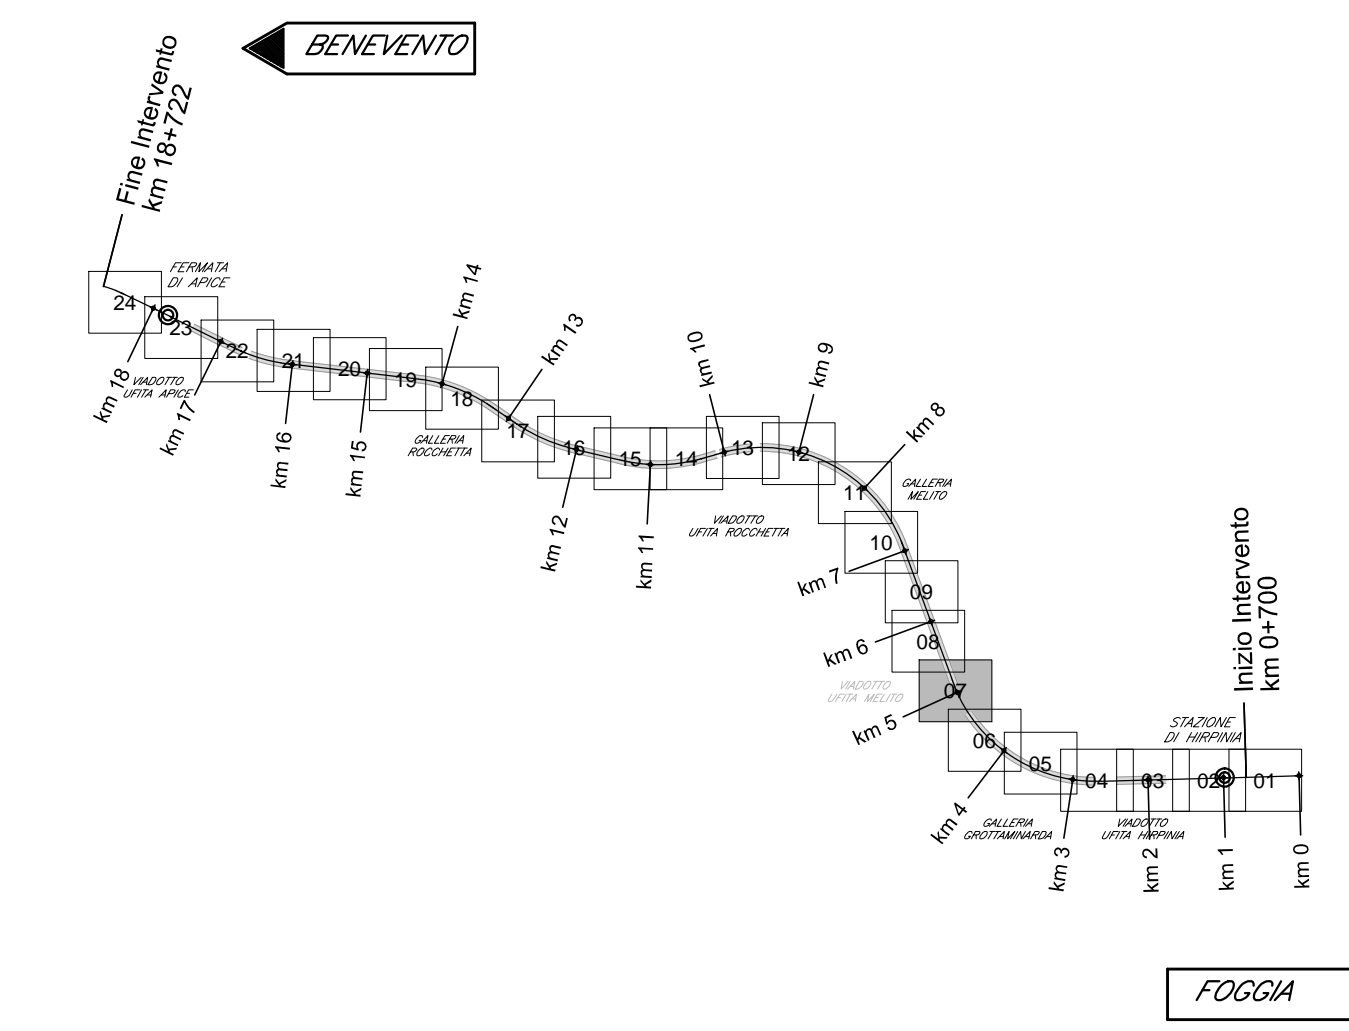 BENEVENTO
Fine Intervento
km 18+722
FERMATA
DI APICE
24
23
22
21
20
19
18
17
16
15
14
13
12
11
10
09
08
07
06
05
04
03
02
01
km 18
VIADOTTO
UFITA APICE
km 17
km 16
km 15
km 14
km 13
GALLERIA
ROCCHETTA
km 12
km 11
km 10
VIADOTTO
UFITA ROCCHETTA
km 9
km 8
GALLERIA
MELITO
km 7
km 6
VIADOTTO
UFITA MELITO
km 5
km 4
GALLERIA
GROTTAMINARDA
km 3
VIADOTTO
UFITA HIRPINIA
km 2
STAZIONE
DI HIRPINIA
km 1
Inizio Intervento
km 0+700
km 0
FOGGIA